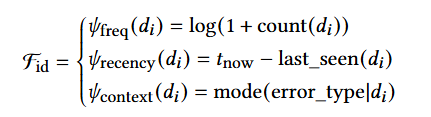 ψ_freq(d_i) = log(1 + count(d_i))
ℱ_id = { ψ_recency(d_i) = t_now − last_seen(d_i)
ψ_context(d_i) = mode(error_type|d_i)